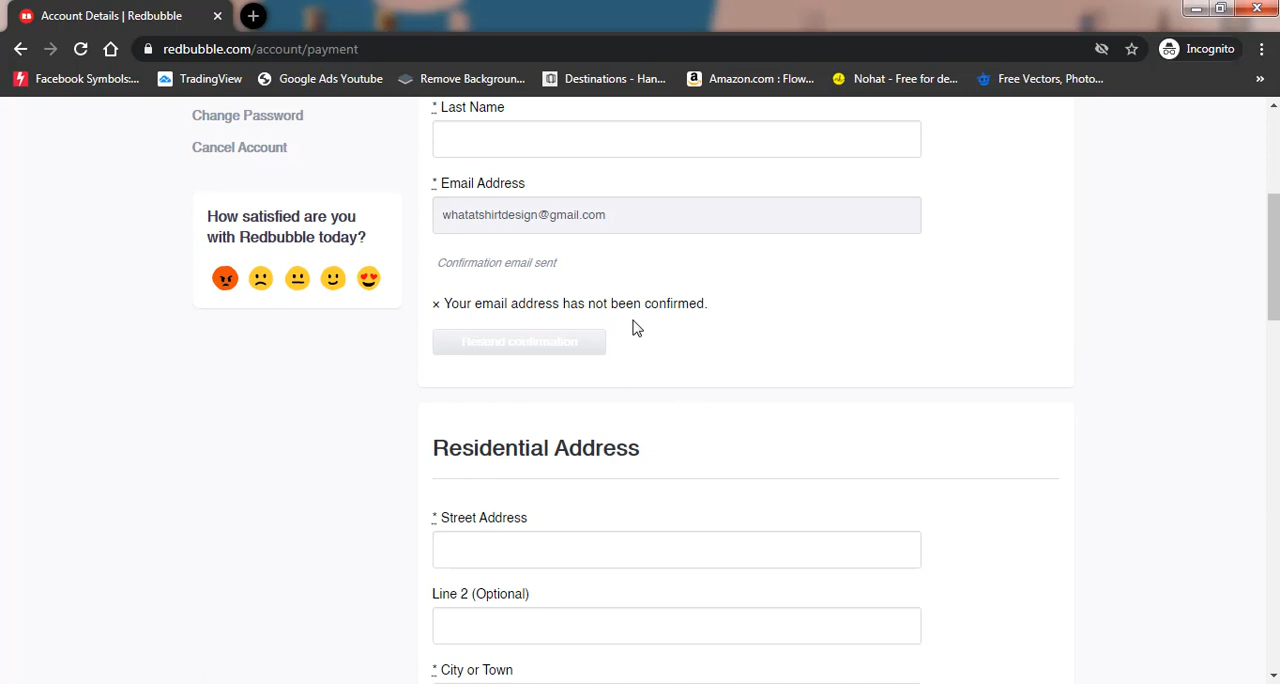 Account Details | Redbubble
redbubble.com/account/payment
Incognito
Facebook Symbols:...
TradingView
Google Ads Youtube
Remove Backgroun...
Destinations - Han...
Amazon.com : Flow...
Nohat - Free for de...
Free Vectors, Photo...
»
Change Password
Cancel Account
How satisfied are you
with Redbubble today?
* Last Name
* Email Address
whatatshirtdesign@gmail.com
Confirmation email sent
× Your email address has not been confirmed.
Resend confirmation
Residential Address
* Street Address
Line 2 (Optional)
* City or Town